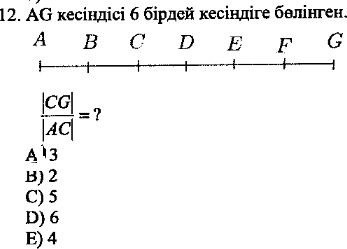 12. AG кесіндісі 6 бірдей кесіндіге бөлінген.
A B C D E F G
|CG|/|AC| = ?
A) 3
B) 2
C) 5
D) 6
E) 4